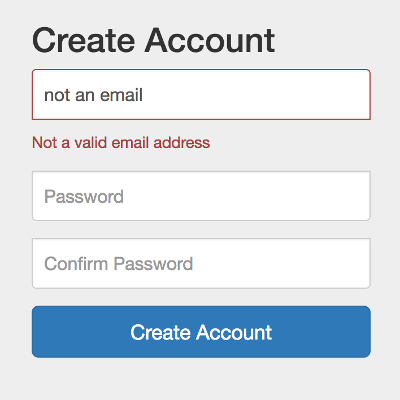 Create Account
not an email
Not a valid email address
Password
Confirm Password
Create Account